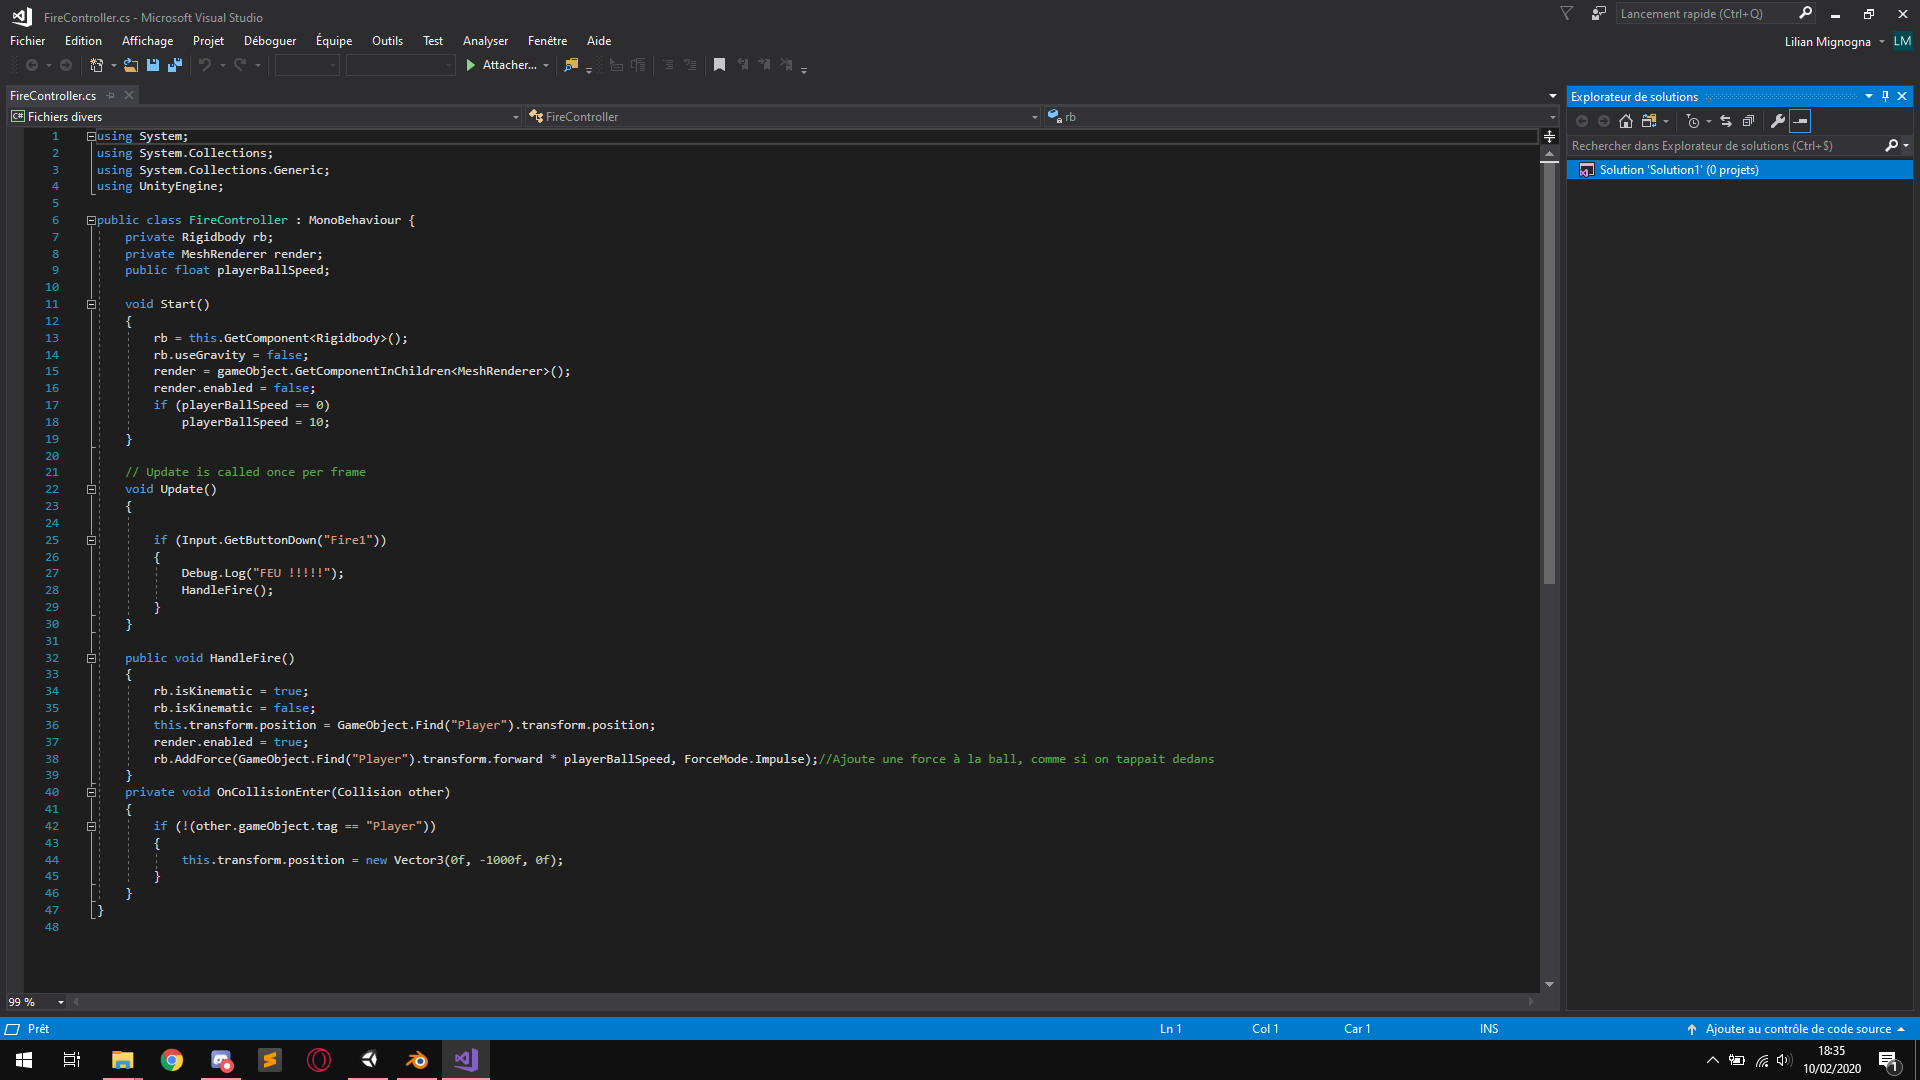 FireController.cs - Microsoft Visual Studio
Lancement rapide (Ctrl+Q)
Fichier Edition Affichage Projet Déboguer Équipe Outils Test Analyser Fenêtre Aide
Lilian Mignogna LM
Attacher...
FireController.cs
Explorateur de solutions
C# Fichiers divers
FireController
rb
Rechercher dans Explorateur de solutions (Ctrl+$)
Solution 'Solution1' (0 projets)
1 using System;
2 using System.Collections;
3 using System.Collections.Generic;
4 using UnityEngine;
5
6 public class FireController : MonoBehaviour {
7 private Rigidbody rb;
8 private MeshRenderer render;
9 public float playerBallSpeed;
10
11 void Start()
12 {
13 rb = this.GetComponent<Rigidbody>();
14 rb.useGravity = false;
15 render = gameObject.GetComponentInChildren<MeshRenderer>();
16 render.enabled = false;
17 if (playerBallSpeed == 0)
18 playerBallSpeed = 10;
19 }
20
21 // Update is called once per frame
22 void Update()
23 {
24
25 if (Input.GetButtonDown("Fire1"))
26 {
27 Debug.Log("FEU !!!!!");
28 HandleFire();
29 }
30 }
31
32 public void HandleFire()
33 {
34 rb.isKinematic = true;
35 rb.isKinematic = false;
36 this.transform.position = GameObject.Find("Player").transform.position;
37 render.enabled = true;
38 rb.AddForce(GameObject.Find("Player").transform.forward * playerBallSpeed, ForceMode.Impulse);//Ajoute une force à la ball, comme si on tappait dedans
39 }
40 private void OnCollisionEnter(Collision other)
41 {
42 if (!(other.gameObject.tag == "Player"))
43 {
44 this.transform.position = new Vector3(0f, -1000f, 0f);
45 }
46 }
47 }
48
99 %
Prêt
Ln 1 Col 1 Car 1 INS
Ajouter au contrôle de code source
18:35
10/02/2020
1